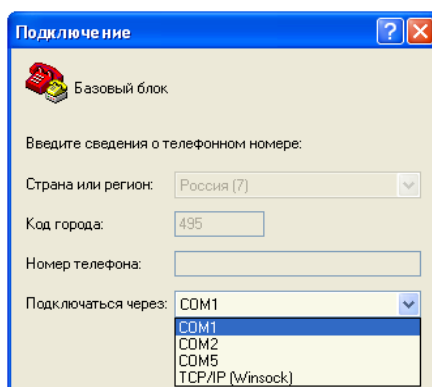 Подключение
Базовый блок
Введите сведения о телефонном номере:
Страна или регион: Россия (7)
Код города: 495
Номер телефона:
Подключаться через: COM1
COM1
COM2
COM5
TCP/IP (Winsock)